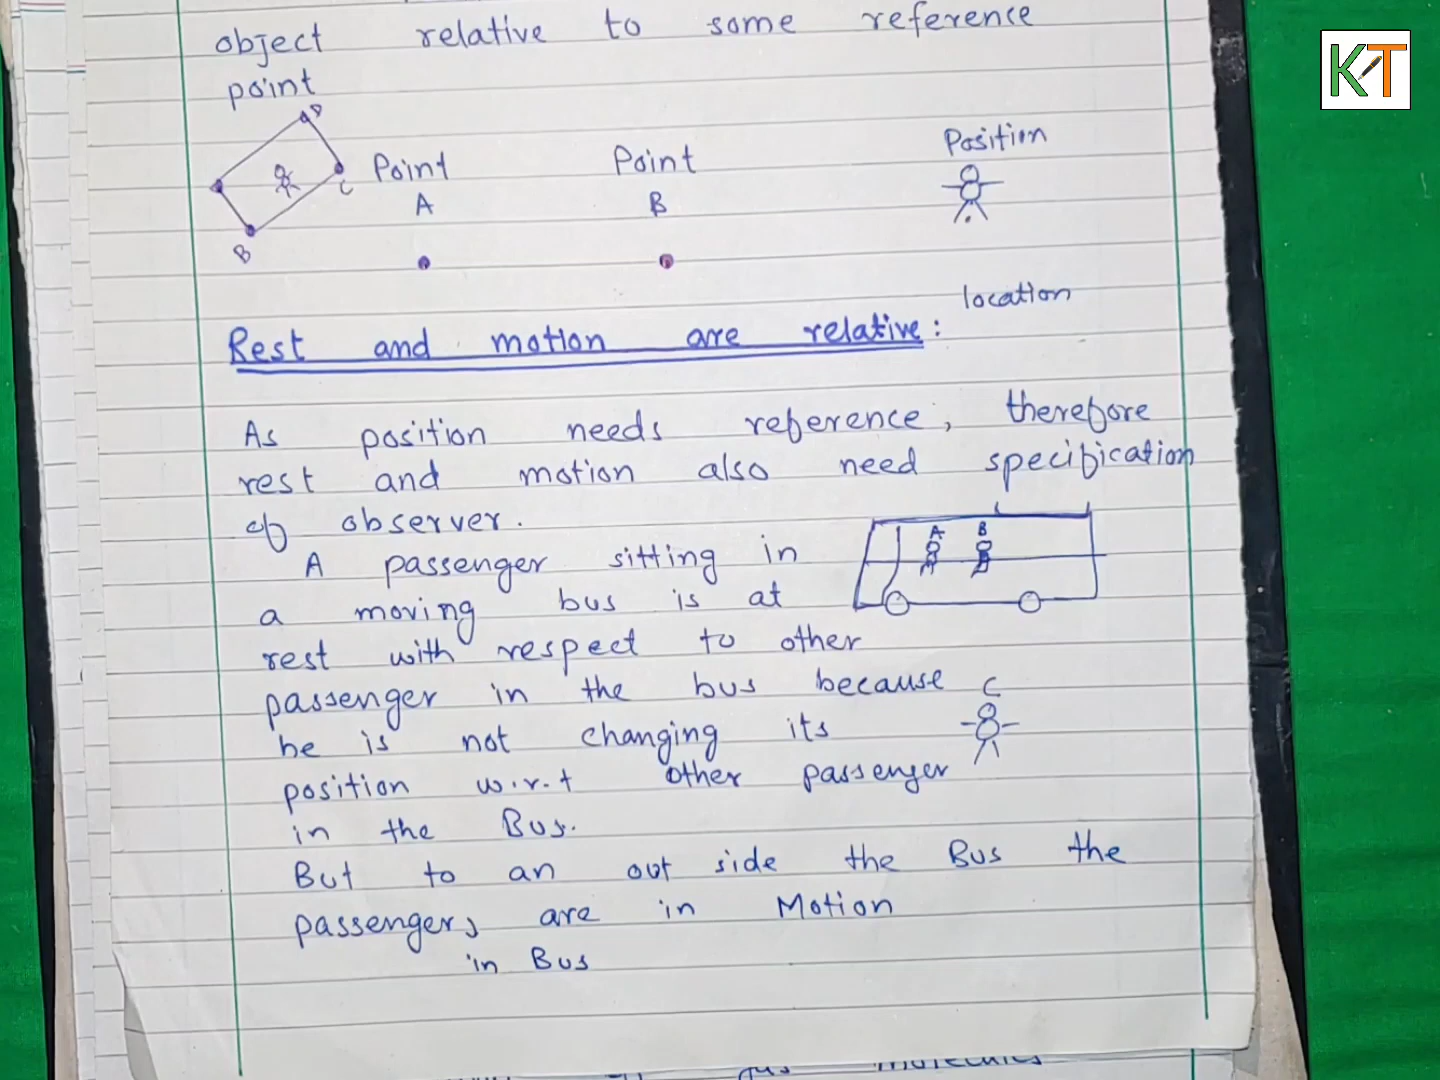 object relative to some reference
point
D
C
B
Point
A
Point
B
Position
location
Rest and motion are relative:
As position needs reference, therefore
rest and motion also need specification
of observer.
A passenger sitting in
a moving bus is at
rest with respect to other
passenger in the bus because
he is not changing its
position w.r.t other passenger
in the Bus.
But to an out side the Bus the
passengers are in Motion
in Bus
A
B
C
KT
molecules